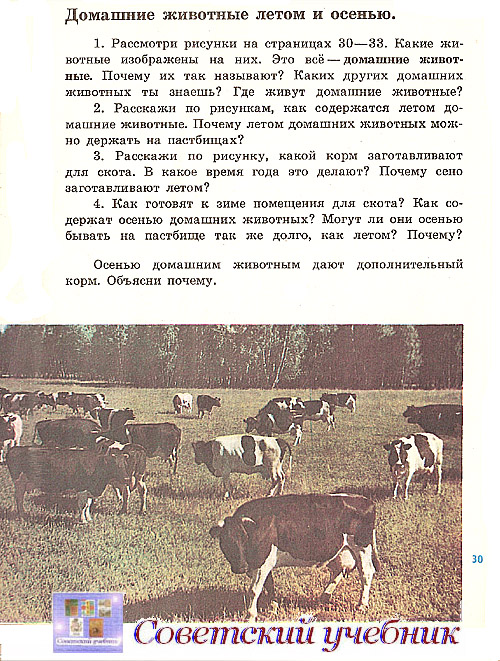 Домашние животные летом и осенью.
1. Рассмотри рисунки на страницах 30—33. Какие жи-
вотные изображены на них. Это всё — домашние живот-
ные. Почему их так называют? Каких других домашних
животных ты знаешь? Где живут домашние животные?
2. Расскажи по рисункам, как содержатся летом до-
машние животные. Почему летом домашних животных мож-
но держать на пастбищах?
3. Расскажи по рисунку, какой корм заготавливают
для скота. В какое время года это делают? Почему сено
заготавливают летом?
4. Как готовят к зиме помещения для скота? Как со-
держат осенью домашних животных? Могут ли они осенью
бывать на пастбище так же долго, как летом? Почему?
Осенью домашним животным дают дополнительный
корм. Объясни почему.
30
Советский учебник
Советский учебник